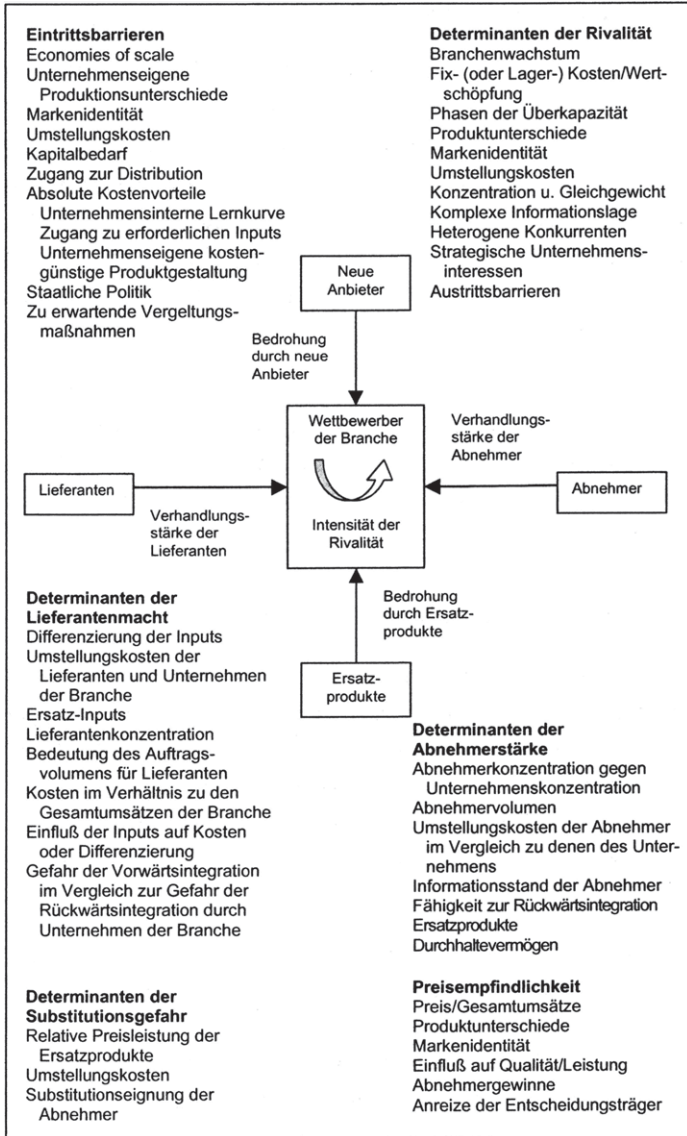 Eintrittsbarrieren
Economies of scale
Unternehmenseigene
Produktionsunterschiede
Markenidentität
Umstellungskosten
Kapitalbedarf
Zugang zur Distribution
Absolute Kostenvorteile
Unternehmensinterne Lernkurve
Zugang zu erforderlichen Inputs
Unternehmenseigene kosten-
günstige Produktgestaltung
Staatliche Politik
Zu erwartende Vergeltungs-
maßnahmen
Determinanten der Rivalität
Branchenwachstum
Fix- (oder Lager-) Kosten/Wert-
schöpfung
Phasen der Überkapazität
Produktunterschiede
Markenidentität
Umstellungskosten
Konzentration u. Gleichgewicht
Komplexe Informationslage
Heterogene Konkurrenten
Strategische Unternehmens-
interessen
Austrittsbarrieren
Neue
Anbieter
Bedrohung
durch neue
Anbieter
Wettbewerber
der Branche
Intensität der
Rivalität
Verhandlungs-
stärke der
Abnehmer
Abnehmer
Lieferanten
Verhandlungs-
stärke der
Lieferanten
Bedrohung
durch Ersatz-
produkte
Ersatz-
produkte
Determinanten der
Lieferantenmacht
Differenzierung der Inputs
Umstellungskosten der
Lieferanten und Unternehmen
der Branche
Ersatz-Inputs
Lieferantenkonzentration
Bedeutung des Auftrags-
volumens für Lieferanten
Kosten im Verhältnis zu den
Gesamtumsätzen der Branche
Einfluß der Inputs auf Kosten
oder Differenzierung
Gefahr der Vorwärtsintegration
im Vergleich zur Gefahr der
Rückwärtsintegration durch
Unternehmen der Branche
Determinanten der
Abnehmerstärke
Abnehmerkonzentration gegen
Unternehmenskonzentration
Abnehmervolumen
Umstellungskosten der Abnehmer
im Vergleich zu denen des Unter-
nehmens
Informationsstand der Abnehmer
Fähigkeit zur Rückwärtsintegration
Ersatzprodukte
Durchhaltevermögen
Determinanten der
Substitutionsgefahr
Relative Preisleistung der
Ersatzprodukte
Umstellungskosten
Substitutionseignung der
Abnehmer
Preisempfindlichkeit
Preis/Gesamtumsätze
Produktunterschiede
Markenidentität
Einfluß auf Qualität/Leistung
Abnehmergewinne
Anreize der Entscheidungsträger